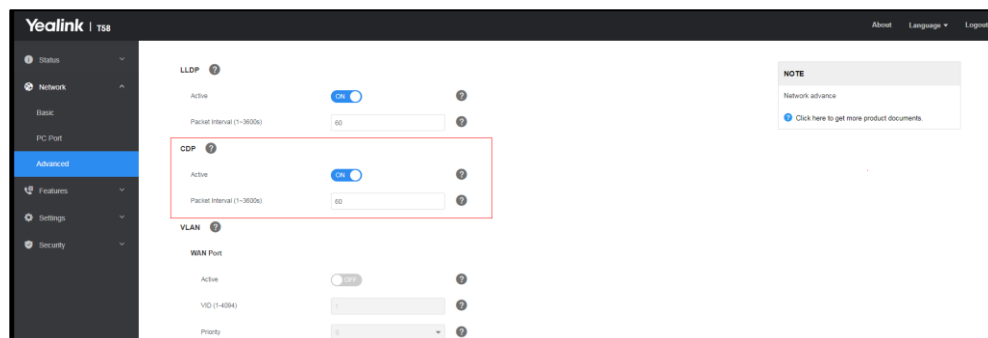 Yealink | T58
About Language Logout
Status
Network
Basic
PC Port
Advanced
Features
Settings
Security
LLDP ?
Active ON ?
Packet Interval (1~3600s) 60 ?
CDP ?
Active ON ?
Packet Interval (1~3600s) 60 ?
VLAN ?
WAN Port
Active OFF ?
VID (1-4094) 1 ?
Priority 0 ?
NOTE
Network advance
? Click here to get more product documents.